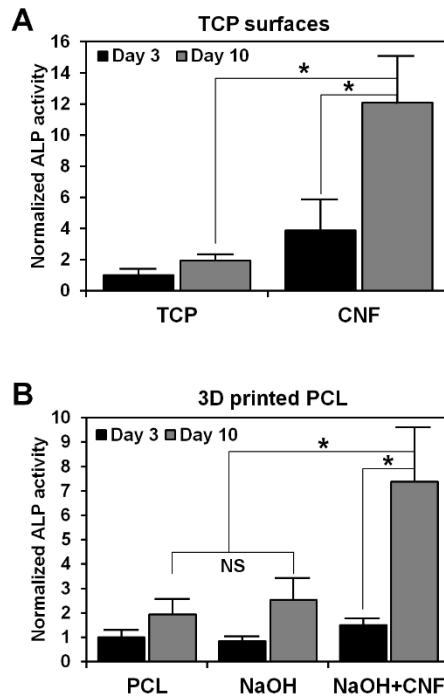 A
TCP surfaces
Day 3 Day 10
*
*
Normalized ALP activity
16
14
12
10
8
6
4
2
0
TCP CNF
B
3D printed PCL
Day 3 Day 10
*
*
NS
Normalized ALP activity
10
9
8
7
6
5
4
3
2
1
0
PCL NaOH NaOH+CNF